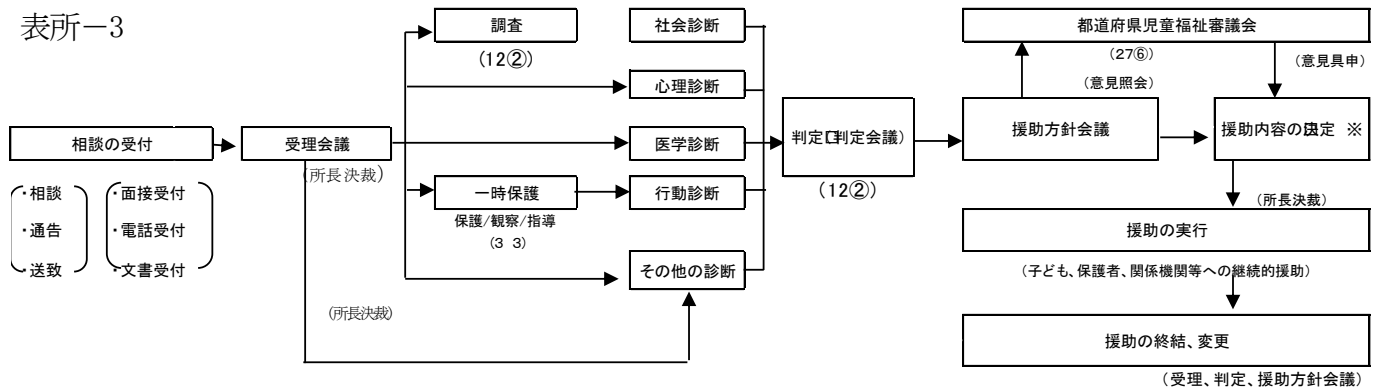 表所－3
調査
(12②)
社会診断
心理診断
医学診断
行動診断
その他の診断
相談の受付
・相談
・通告
・送致
・面接受付
・電話受付
・文書受付
受理会議
(所長決裁)
一時保護
保護/観察/指導
(3 3)
(所長決裁)
(判定会議)
(12②)
都道府県児童福祉審議会
(27⑥)
(意見照会)
(意見具申)
援助方針会議
援助内容の 定 ※
(所長決裁)
援助の実行
(子ども、保護者、関係機関等への継続的援助)
援助の終結、変更
(受理、判定、援助方針会議)